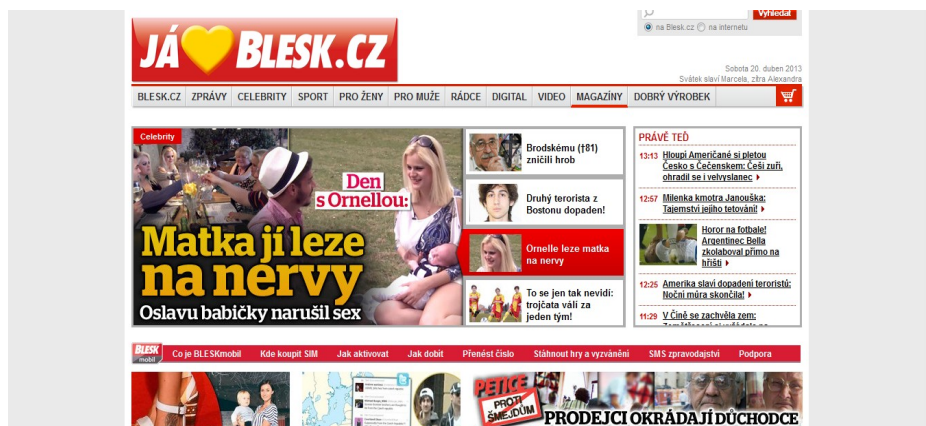 JÁ BLESK.CZ
Vyhledat
na Blesk.cz na internetu
Sobota 20. duben 2013
Svátek slaví Marcela, zítra Alexandra
BLESK.CZ ZPRÁVY CELEBRITY SPORT PRO ŽENY PRO MUŽE RÁDCE DIGITAL VIDEO MAGAZÍNY DOBRÝ VÝROBEK
Celebrity
Den
s Ornellou:
Matka jí leze
na nervy
Oslavu babičky narušil sex
Brodskému (†81)
zničili hrob
Druhý terorista z
Bostonu dopaden!
Ornelle leze matka
na nervy
To se jen tak nevidí:
trojčata válí za
jeden tým!
PRÁVĚ TEĎ
13:13 Hloupí Američané si pletou
Česko s Čečenskem: Češi zuří,
ohradil se i velvyslanec
12:57 Milenka kmotra Janouška:
Tajemství jejího tetování!
Horor na fotbale!
Argentinec Bella
zkolaboval přímo na
hřišti
12:25 Amerika slaví dopadení teroristů:
Noční můra skončila!
11:29 V Číně se zachvěla zem:
BLESK
mobil
Co je BLESKmobil Kde koupit SIM Jak aktivovat Jak dobít Přenést číslo Stáhnout hry a vyzvánění SMS zpravodajství Podpora
PETICE
PROTI
ŠMEJDŮM
PRODEJCI OKRÁDAJÍ DŮCHODCE